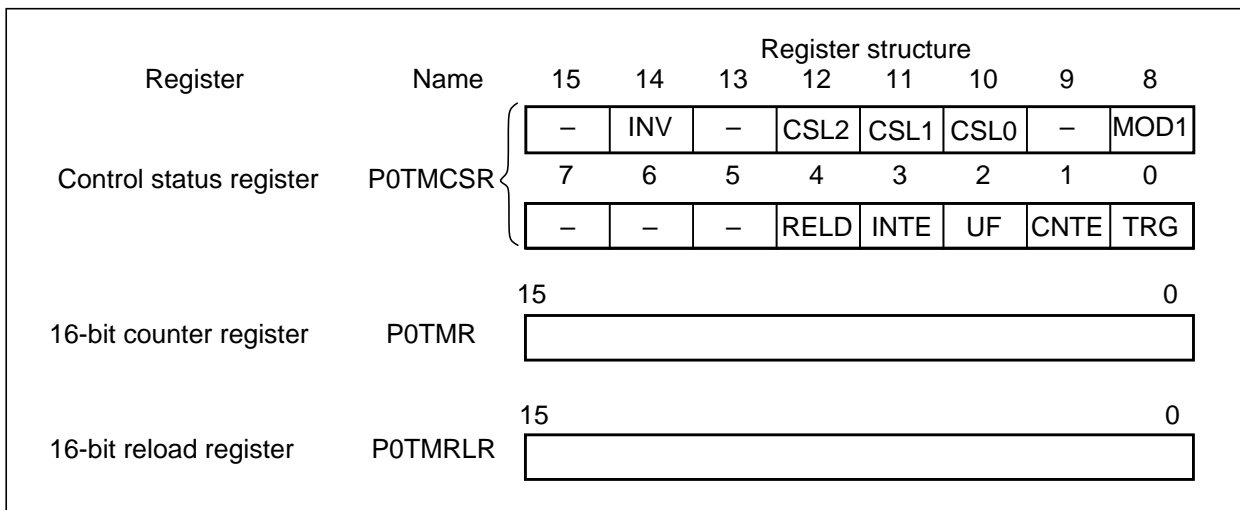 Register structure
Register Name 15 14 13 12 11 10 9 8
– INV – CSL2 CSL1 CSL0 – MOD1
Control status register P0TMCSR 7 6 5 4 3 2 1 0
– – – RELD INTE UF CNTE TRG
15 0
16-bit counter register P0TMR
15 0
16-bit reload register P0TMRLR